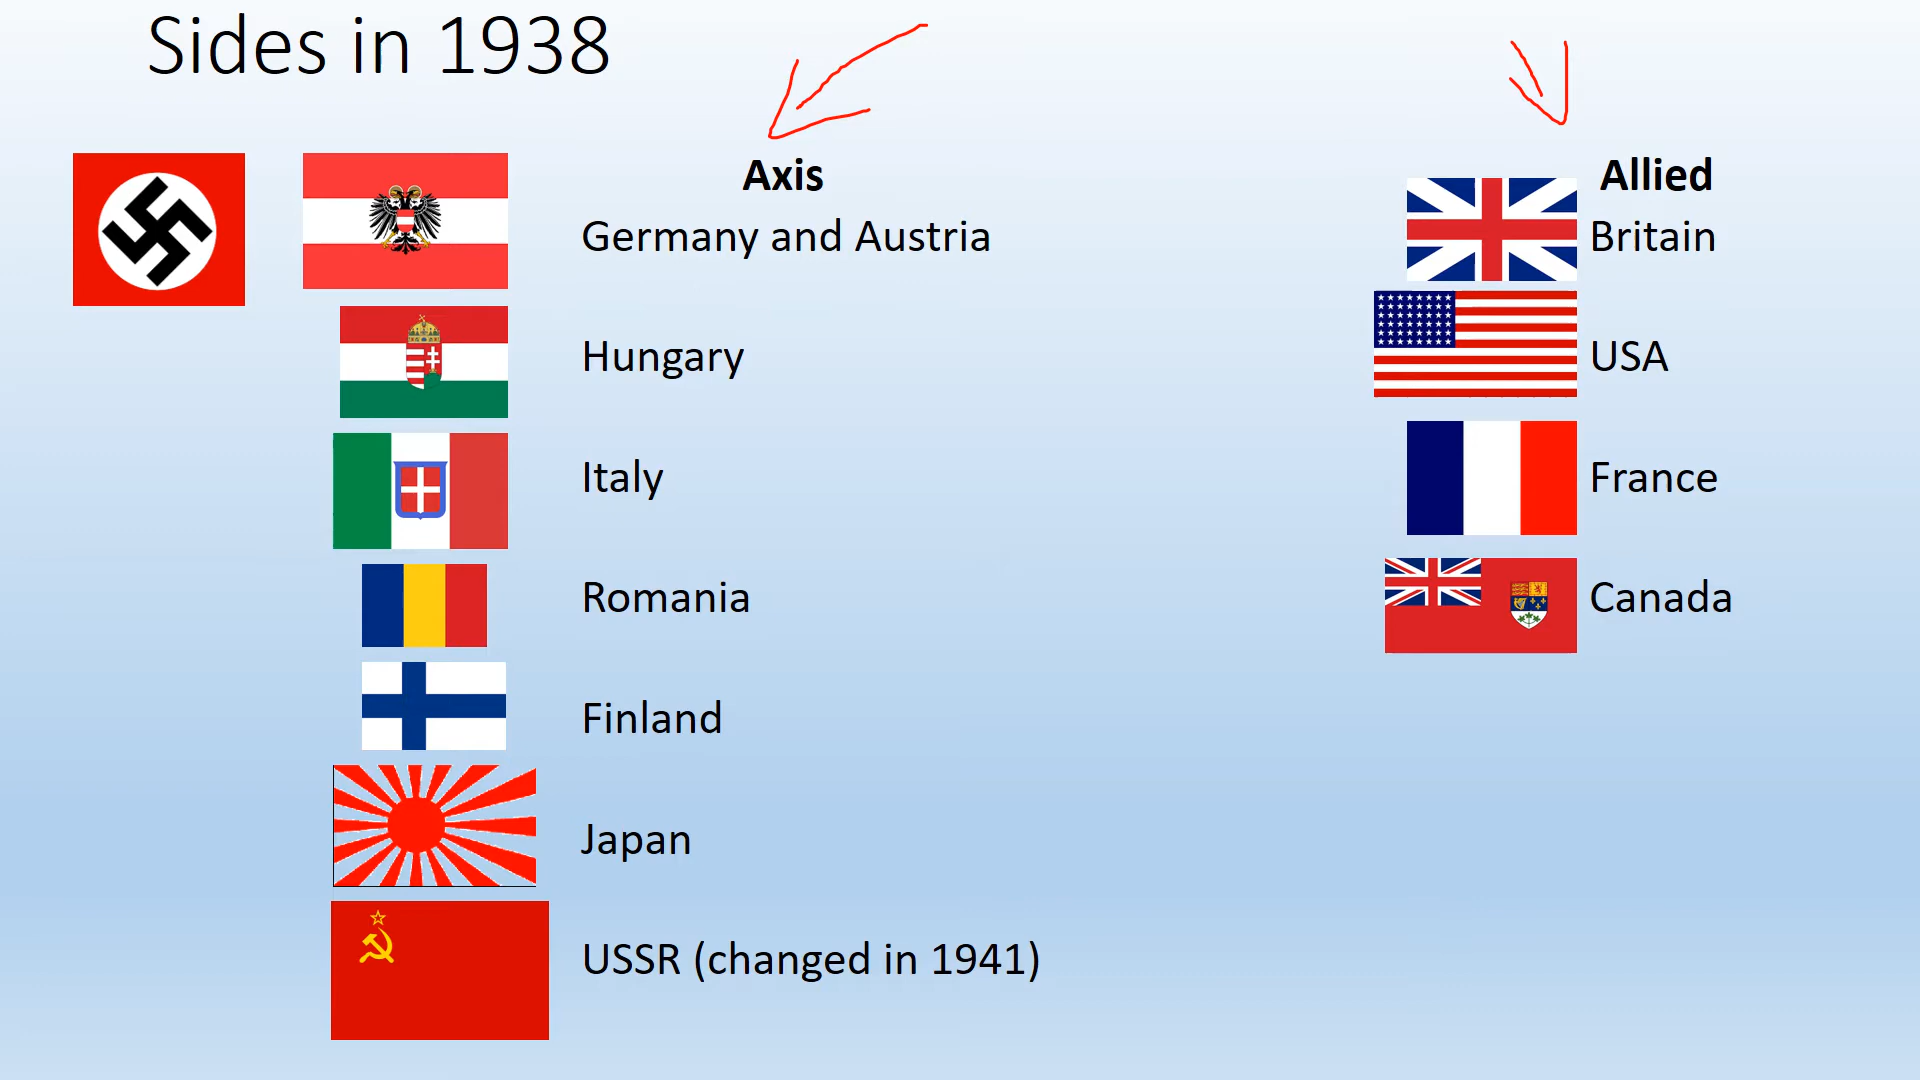 Sides in 1938
Axis
Germany and Austria
Hungary
Italy
Romania
Finland
Japan
USSR (changed in 1941)
Allied
Britain
USA
France
Canada